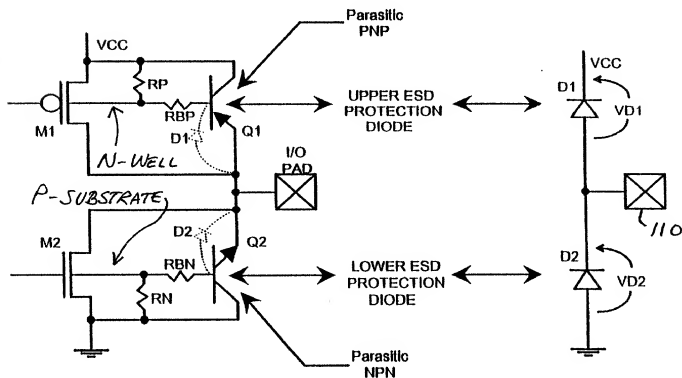 Parasitic
PNP
VCC
RP
RBP
M1
D1
Q1
N-WELL
UPPER ESD
PROTECTION
DIODE
VCC
D1
VD1
I/O
PAD
P-SUBSTRATE
110
M2
D2
Q2
RBN
RN
LOWER ESD
PROTECTION
DIODE
D2
VD2
Parasitic
NPN